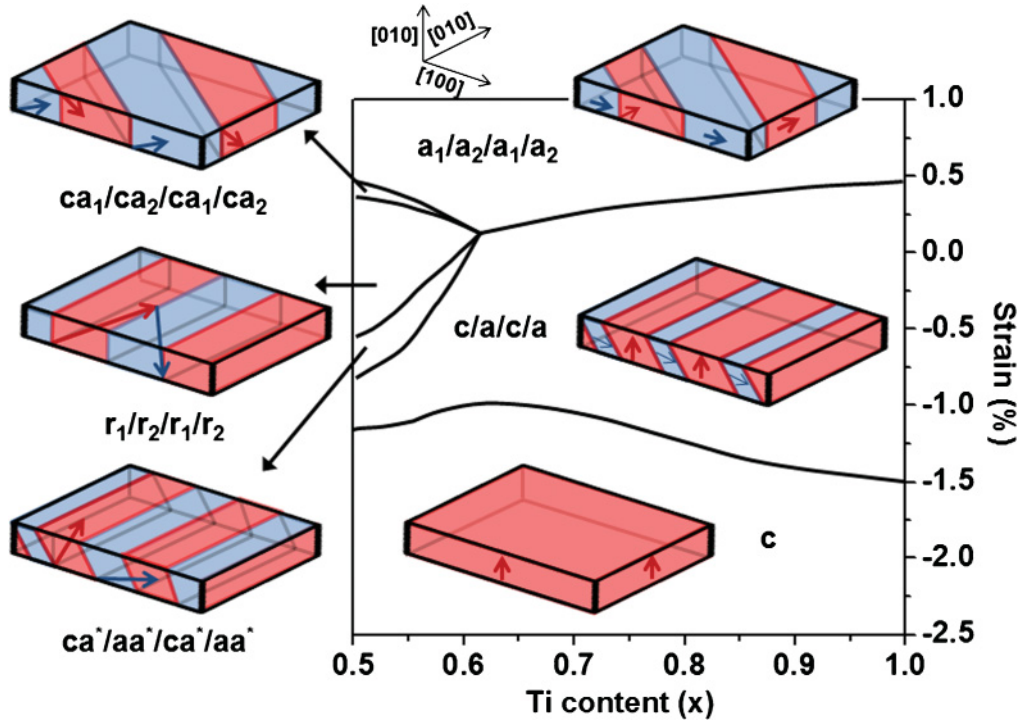 [010]
[010]
[100]
a₁/a₂/a₁/a₂
ca₁/ca₂/ca₁/ca₂
r₁/r₂/r₁/r₂
ca*/aa*/ca*/aa*
c/a/c/a
c
1.0
0.5
0.0
-0.5
-1.0
-1.5
-2.0
-2.5
Strain (%)
0.5 0.6 0.7 0.8 0.9 1.0
Ti content (x)